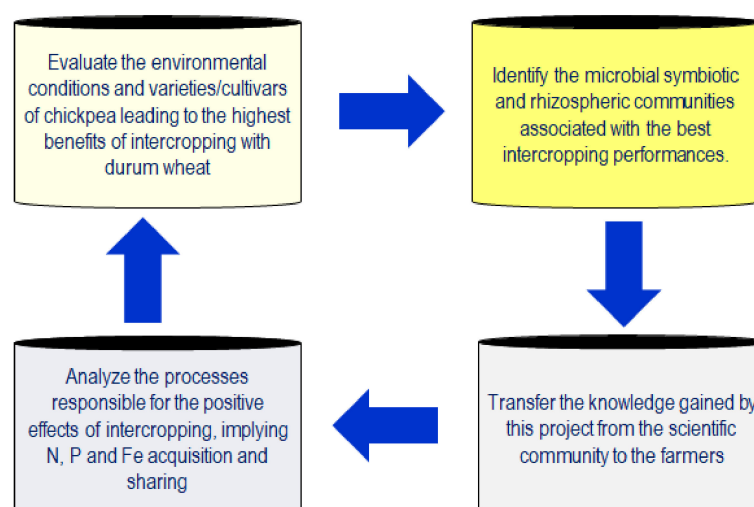 Evaluate the environmental
conditions and varieties/cultivars
of chickpea leading to the highest
benefits of intercropping with
durum wheat
Identify the microbial symbiotic
and rhizospheric communities
associated with the best
intercropping performances.
Transfer the knowledge gained by
this project from the scientific
community to the farmers
Analyze the processes
responsible for the positive
effects of intercropping, implying
N, P and Fe acquisition and
sharing